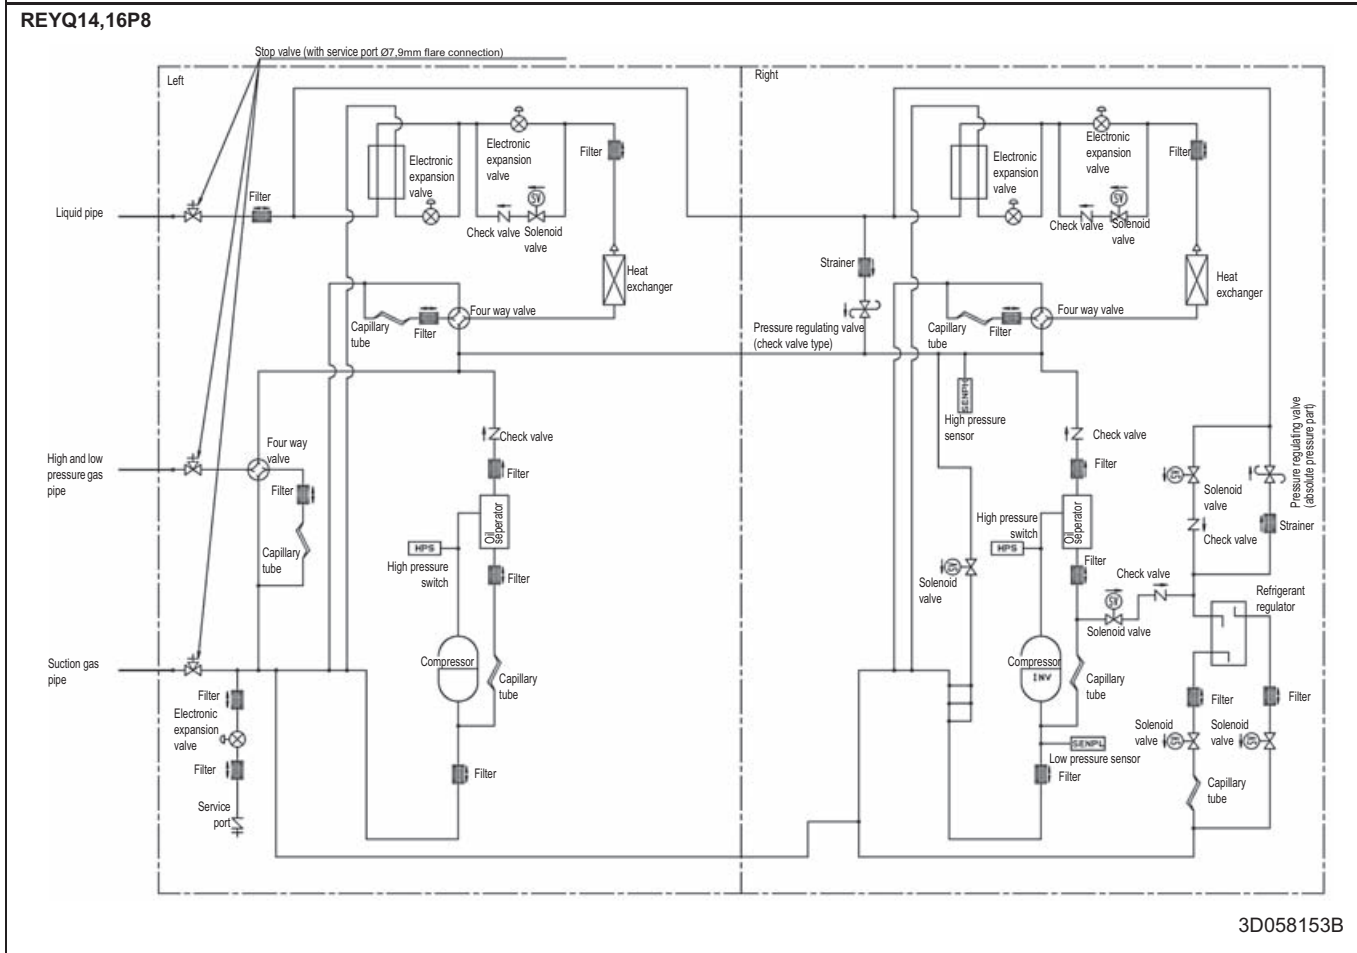 REYQ14,16P8
Stop valve (with service port Ø7,9mm flare connection)
Left
Right
Electronic
expansion
valve
Filter
Electronic
expansion
valve
Filter
Liquid pipe
SV
Check valve
Solenoid
valve
Heat
exchanger
Four way valve
Capillary
tube
Filter
Electronic
expansion
valve
Filter
Electronic
expansion
valve
SV
Check valve
Solenoid
valve
Strainer
Heat
exchanger
Four way valve
Capillary
tube
Filter
Pressure regulating valve
(check valve type)
SENPH
High pressure
sensor
High and low
pressure gas
pipe
Four way
valve
Filter
Capillary
tube
Check valve
Filter
Oil
seperator
HPS
High pressure
switch
Filter
Compressor
Capillary
tube
Filter
Suction gas
pipe
Filter
Electronic
expansion
valve
Filter
Service
port
Check valve
Filter
High pressure
switch
HPS
Oil
seperator
Filter
SV
Solenoid
valve
Compressor
INV
Capillary
tube
SENPL
Low pressure sensor
Filter
Check valve
SV
Solenoid valve
SV
Solenoid
valve
Check valve
Pressure regulating valve
(absolute pressure part)
Strainer
Refrigerant
regulator
Filter
Filter
Solenoid
valve
SV
Solenoid
valve
SV
Capillary
tube
3D058153B